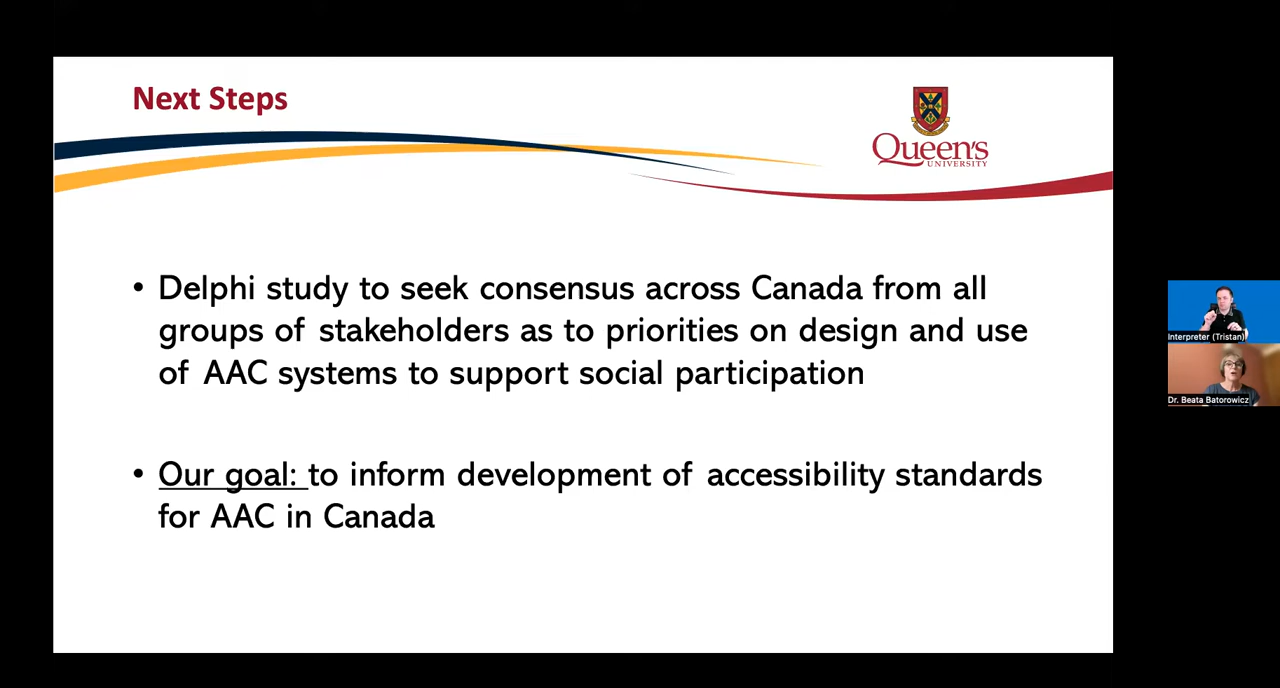 Next Steps
Queen's
UNIVERSITY
• Delphi study to seek consensus across Canada from all
groups of stakeholders as to priorities on design and use
of AAC systems to support social participation
• Our goal: to inform development of accessibility standards
for AAC in Canada
Interpreter (Tristan)
Dr. Beata Batorowicz